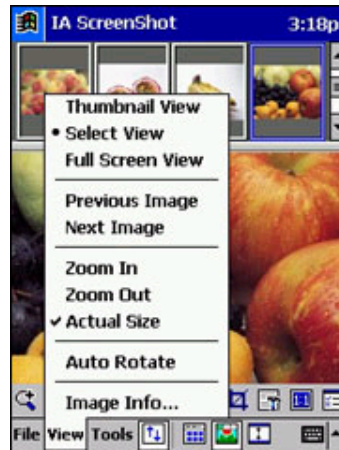 IA ScreenShot 3:18p
Thumbnail View
Select View
Full Screen View
Previous Image
Next Image
Zoom In
Zoom Out
Actual Size
Auto Rotate
Image Info...
File View Tools